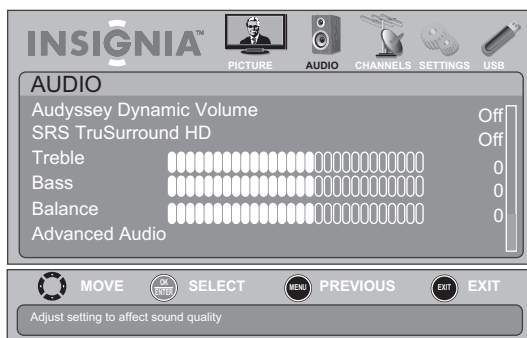 INSIGNIA™
PICTURE AUDIO CHANNELS SETTINGS USB
AUDIO
Audyssey Dynamic Volume Off
SRS TruSurround HD Off
Treble 0
Bass 0
Balance 0
Advanced Audio
MOVE OK ENTER SELECT MENU PREVIOUS EXIT EXIT
Adjust setting to affect sound quality